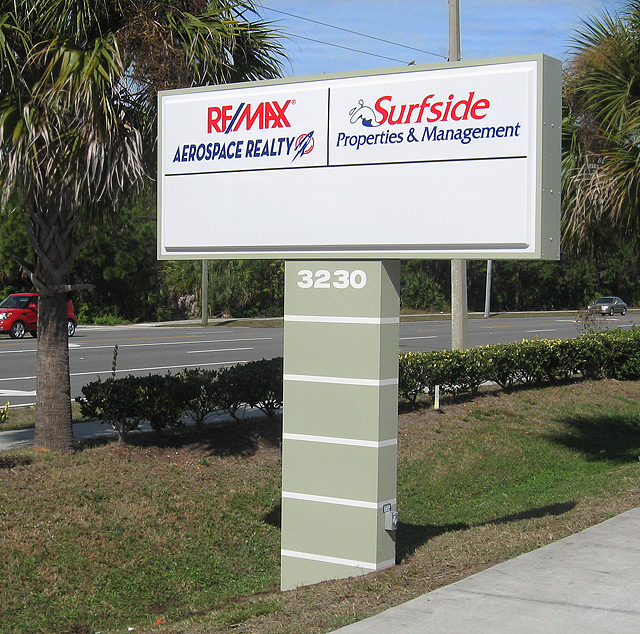 RE/MAX®
AEROSPACE REALTY
Surfside
Properties & Management
3230